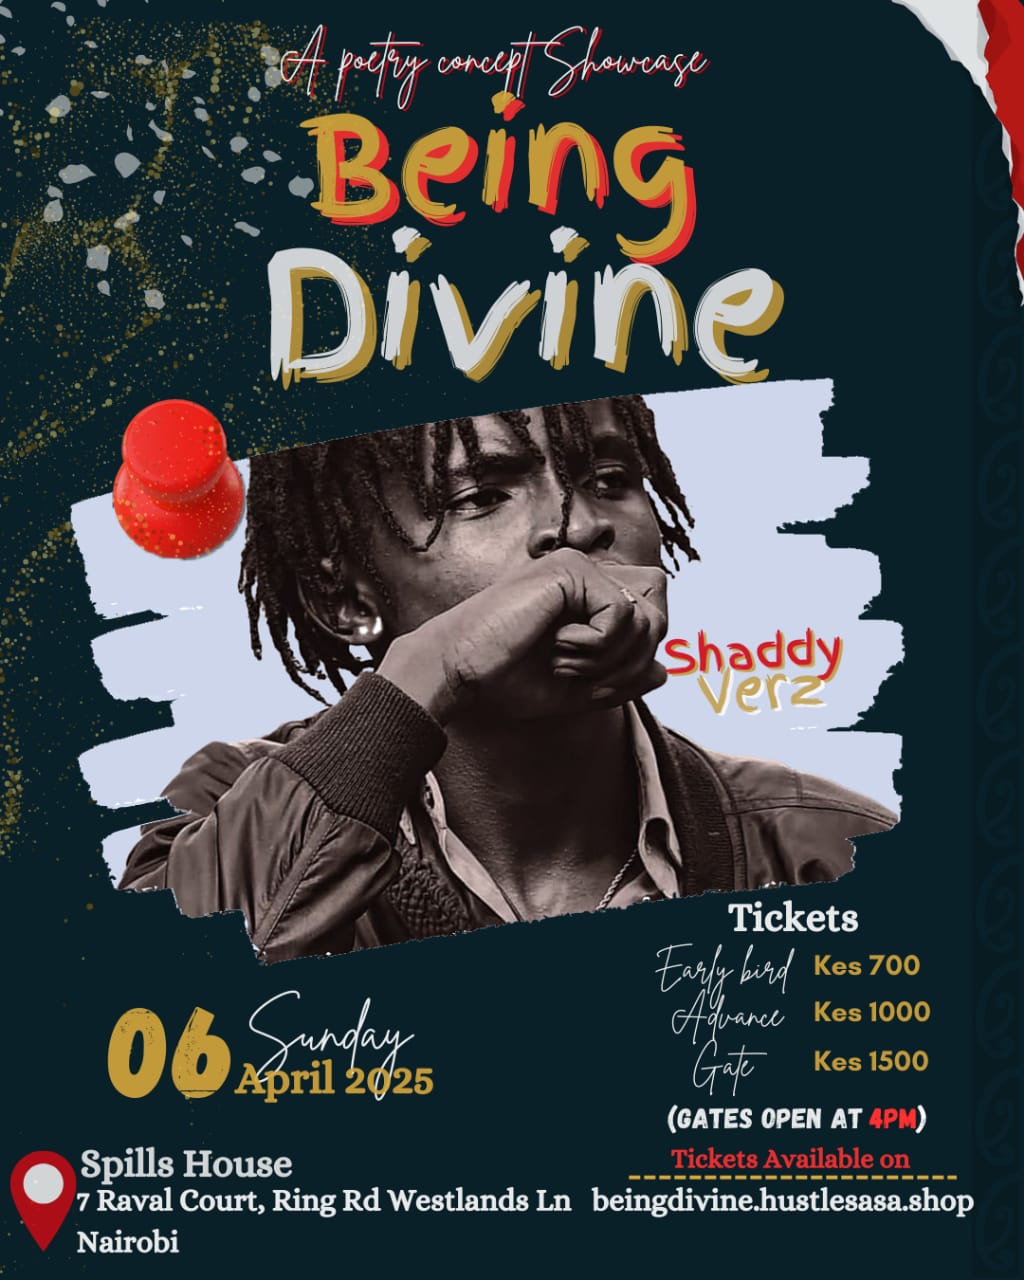 A poetry concept Showcase
Being
Divine
Shaddy
Verz
Tickets
Early bird Kes 700
Advance Kes 1000
Gate Kes 1500
(GATES OPEN AT 4PM)
Tickets Available on
beingdivine.hustlesasa.shop
06 Sunday
April 2025
Spills House
7 Raval Court, Ring Rd Westlands Ln
Nairobi